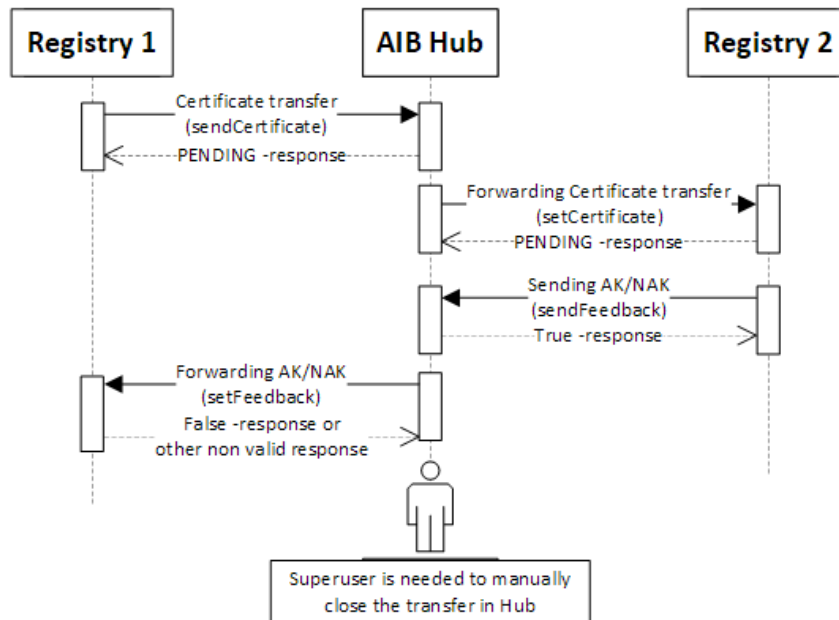 Registry 1
AIB Hub
Registry 2
Certificate transfer
(sendCertificate)
PENDING -response
Forwarding Certificate transfer
(setCertificate)
PENDING -response
Sending AK/NAK
(sendFeedback)
True -response
Forwarding AK/NAK
(setFeedback)
False -response or
other non valid response
Superuser is needed to manually
close the transfer in Hub